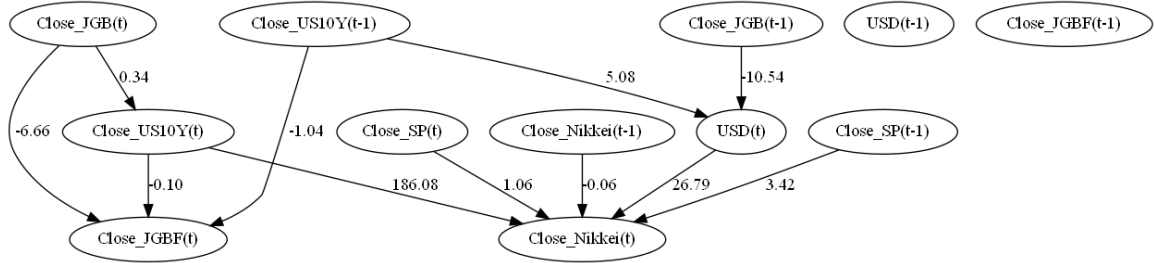 Close_JGB(t)
Close_US10Y(t-1)
Close_JGB(t-1)
USD(t-1)
Close_JGBF(t-1)
0.34
5.08
-10.54
-6.66
Close_US10Y(t)
-1.04
Close_SP(t)
Close_Nikkei(t-1)
USD(t)
Close_SP(t-1)
-0.10
186.08
1.06
-0.06
26.79
3.42
Close_JGBF(t)
Close_Nikkei(t)